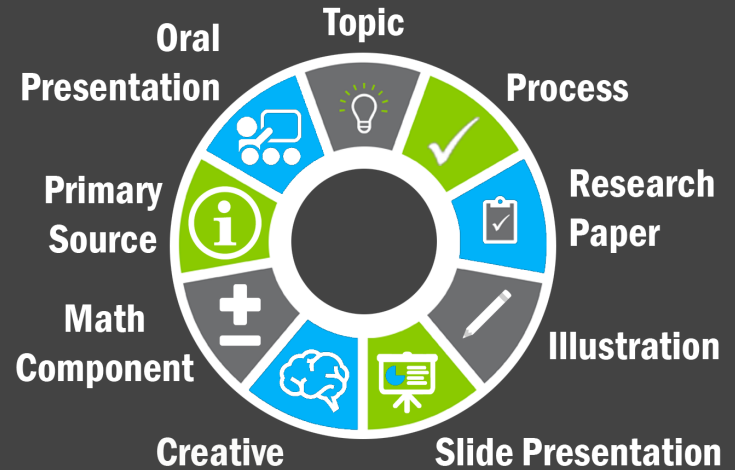 Topic
Process
Research
Paper
Illustration
Slide Presentation
Creative
Math
Component
Primary
Source
Oral
Presentation